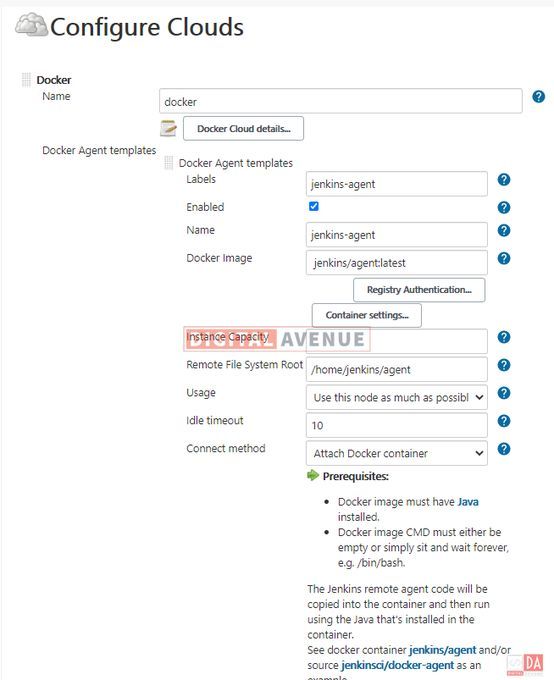 Configure Clouds
Docker
Name
docker
Docker Cloud details...
Docker Agent templates
Docker Agent templates
Labels
jenkins-agent
Enabled
Name
jenkins-agent
Docker Image
jenkins/agent:latest
Registry Authentication...
Container settings...
Instance Capacity
DIGITAL AVENUE
Remote File System Root
/home/jenkins/agent
Usage
Use this node as much as possibl
Idle timeout
10
Connect method
Attach Docker container
Prerequisites:
• Docker image must have Java
installed.
• Docker image CMD must either be
empty or simply sit and wait forever,
e.g. /bin/bash.
The Jenkins remote agent code will be
copied into the container and then run
using the Java that's installed in the
container.
See docker container jenkins/agent and/or
source jenkinsci/docker-agent as an
example
DA